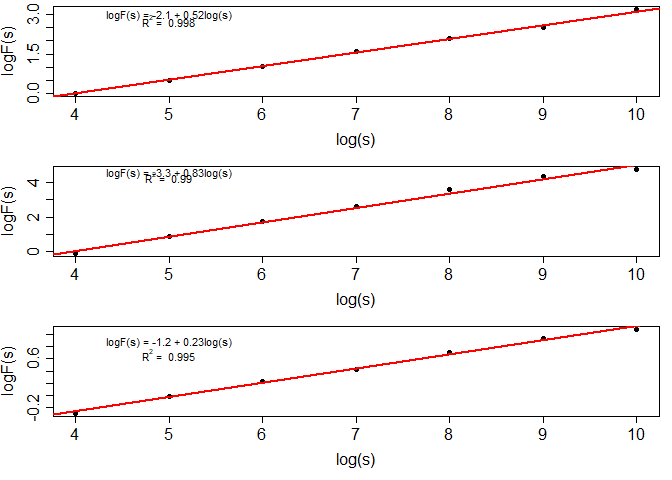 logF(s) = -2.1 + 0.52log(s)
R² = 0.998
3.0
1.5
0.0
logF(s)
4 5 6 7 8 9 10
log(s)
logF(s) = -3.3 + 0.83log(s)
R² = 0.99
4
2
0
logF(s)
4 5 6 7 8 9 10
log(s)
logF(s) = -1.2 + 0.23log(s)
R² = 0.995
0.6
-0.2
logF(s)
4 5 6 7 8 9 10
log(s)